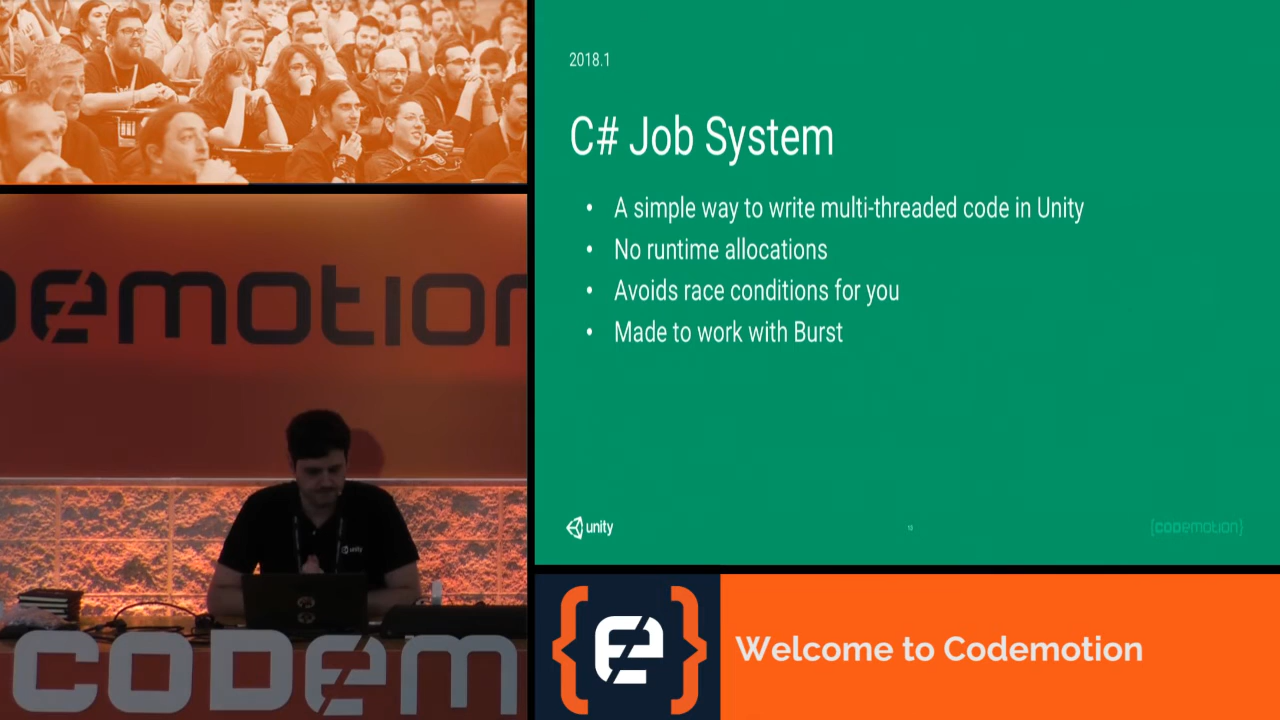 2018.1
C# Job System
• A simple way to write multi-threaded code in Unity
• No runtime allocations
• Avoids race conditions for you
• Made to work with Burst
unity
{codemotion}
codemotion
unity
CODEM
Welcome to Codemotion